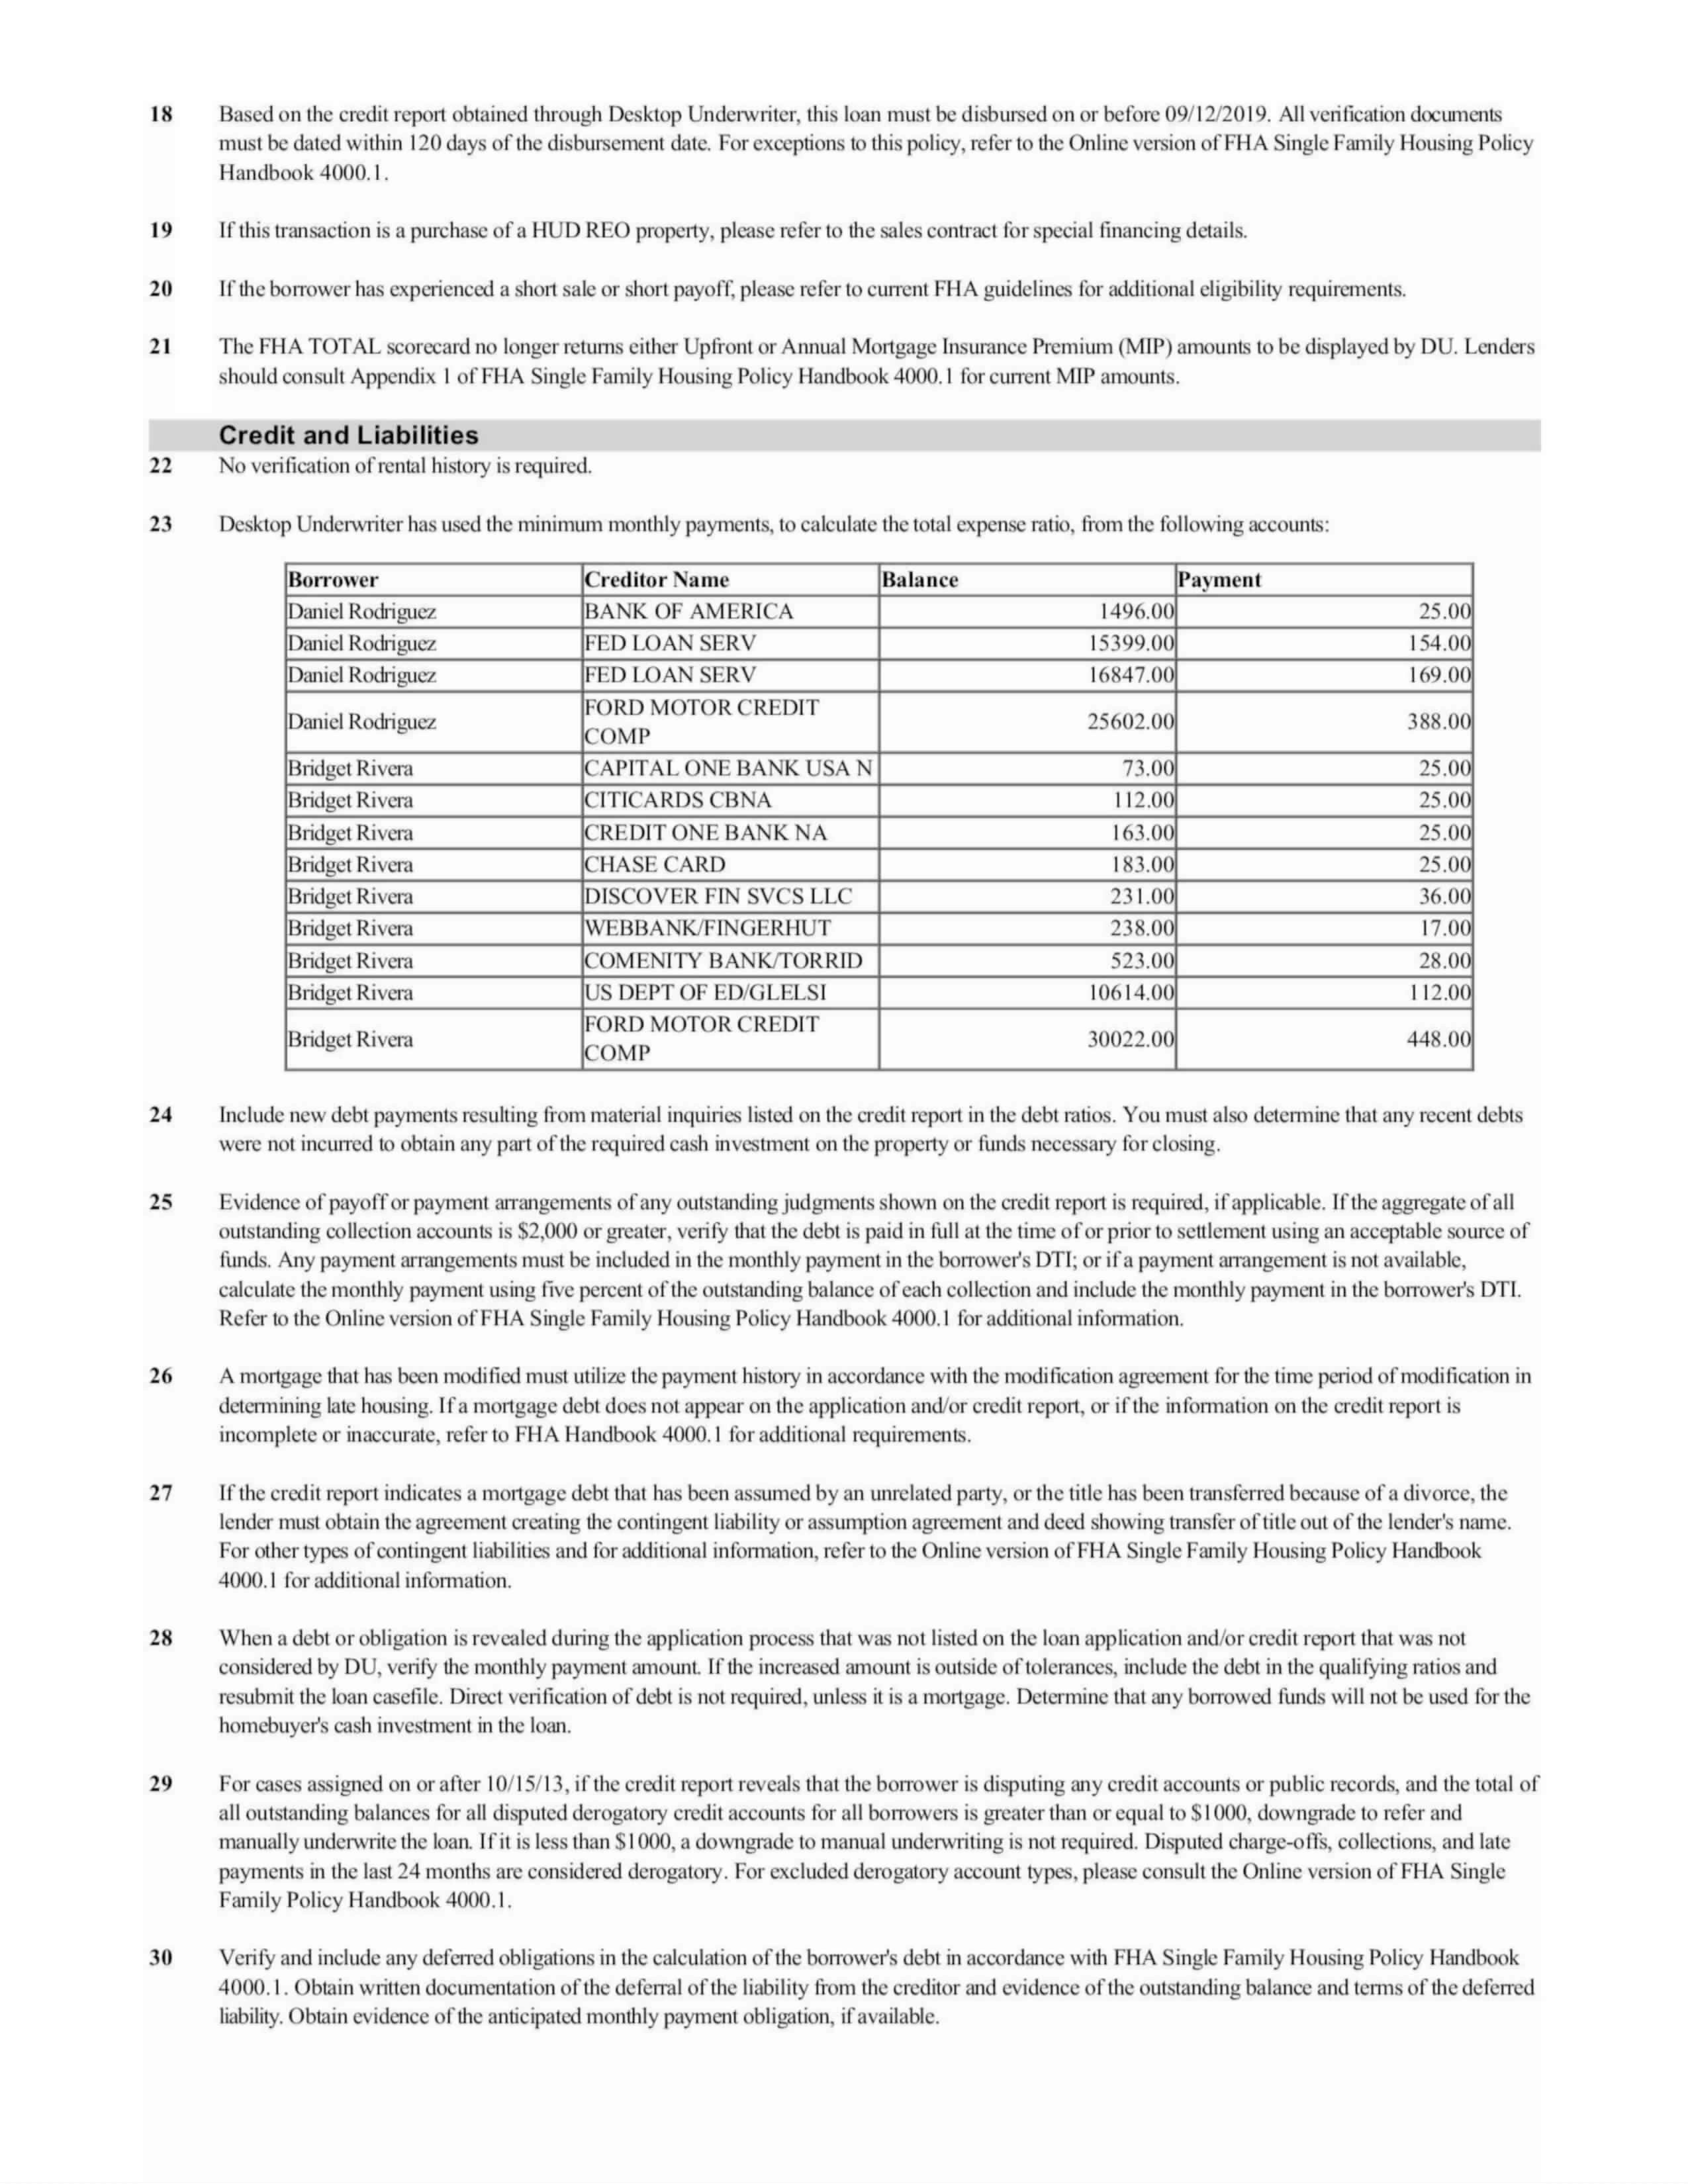 18 Based on the credit report obtained through Desktop Underwriter, this loan must be disbursed on or before 09/12/2019. All verification documents
must be dated within 120 days of the disbursement date. For exceptions to this policy, refer to the Online version of FHA Single Family Housing Policy
Handbook 4000.1.
19 If this transaction is a purchase of a HUD REO property, please refer to the sales contract for special financing details.
20 If the borrower has experienced a short sale or short payoff, please refer to current FHA guidelines for additional eligibility requirements.
21 The FHA TOTAL scorecard no longer returns either Upfront or Annual Mortgage Insurance Premium (MIP) amounts to be displayed by DU. Lenders
should consult Appendix 1 of FHA Single Family Housing Policy Handbook 4000.1 for current MIP amounts.
Credit and Liabilities
22 No verification of rental history is required.
23 Desktop Underwriter has used the minimum monthly payments, to calculate the total expense ratio, from the following accounts:
Borrower Creditor Name Balance Payment
Daniel Rodriguez BANK OF AMERICA 1496.00 25.00
Daniel Rodriguez FED LOAN SERV 15399.00 154.00
Daniel Rodriguez FED LOAN SERV 16847.00 169.00
Daniel Rodriguez FORD MOTOR CREDIT
COMP 25602.00 388.00
Bridget Rivera CAPITAL ONE BANK USA N 73.00 25.00
Bridget Rivera CITICARDS CBNA 112.00 25.00
Bridget Rivera CREDIT ONE BANK NA 163.00 25.00
Bridget Rivera CHASE CARD 183.00 25.00
Bridget Rivera DISCOVER FIN SVCS LLC 231.00 36.00
Bridget Rivera WEBBANK/FINGERHUT 238.00 17.00
Bridget Rivera COMENITY BANK/TORRID 523.00 28.00
Bridget Rivera US DEPT OF ED/GLELSI 10614.00 112.00
Bridget Rivera FORD MOTOR CREDIT
COMP 30022.00 448.00
24 Include new debt payments resulting from material inquiries listed on the credit report in the debt ratios. You must also determine that any recent debts
were not incurred to obtain any part of the required cash investment on the property or funds necessary for closing.
25 Evidence of payoff or payment arrangements of any outstanding judgments shown on the credit report is required, if applicable. If the aggregate of all
outstanding collection accounts is $2,000 or greater, verify that the debt is paid in full at the time of or prior to settlement using an acceptable source of
funds. Any payment arrangements must be included in the monthly payment in the borrower's DTI; or if a payment arrangement is not available,
calculate the monthly payment using five percent of the outstanding balance of each collection and include the monthly payment in the borrower's DTI.
Refer to the Online version of FHA Single Family Housing Policy Handbook 4000.1 for additional information.
26 A mortgage that has been modified must utilize the payment history in accordance with the modification agreement for the time period of modification in
determining late housing. If a mortgage debt does not appear on the application and/or credit report, or if the information on the credit report is
incomplete or inaccurate, refer to FHA Handbook 4000.1 for additional requirements.
27 If the credit report indicates a mortgage debt that has been assumed by an unrelated party, or the title has been transferred because of a divorce, the
lender must obtain the agreement creating the contingent liability or assumption agreement and deed showing transfer of title out of the lender's name.
For other types of contingent liabilities and for additional information, refer to the Online version of FHA Single Family Housing Policy Handbook
4000.1 for additional information.
28 When a debt or obligation is revealed during the application process that was not listed on the loan application and/or credit report that was not
considered by DU, verify the monthly payment amount. If the increased amount is outside of tolerances, include the debt in the qualifying ratios and
resubmit the loan casefile. Direct verification of debt is not required, unless it is a mortgage. Determine that any borrowed funds will not be used for the
homebuyer's cash investment in the loan.
29 For cases assigned on or after 10/15/13, if the credit report reveals that the borrower is disputing any credit accounts or public records, and the total of
all outstanding balances for all disputed derogatory credit accounts for all borrowers is greater than or equal to $1000, downgrade to refer and
manually underwrite the loan. If it is less than $1000, a downgrade to manual underwriting is not required. Disputed charge-offs, collections, and late
payments in the last 24 months are considered derogatory. For excluded derogatory account types, please consult the Online version of FHA Single
Family Policy Handbook 4000.1.
30 Verify and include any deferred obligations in the calculation of the borrower's debt in accordance with FHA Single Family Housing Policy Handbook
4000.1. Obtain written documentation of the deferral of the liability from the creditor and evidence of the outstanding balance and terms of the deferred
liability. Obtain evidence of the anticipated monthly payment obligation, if available.